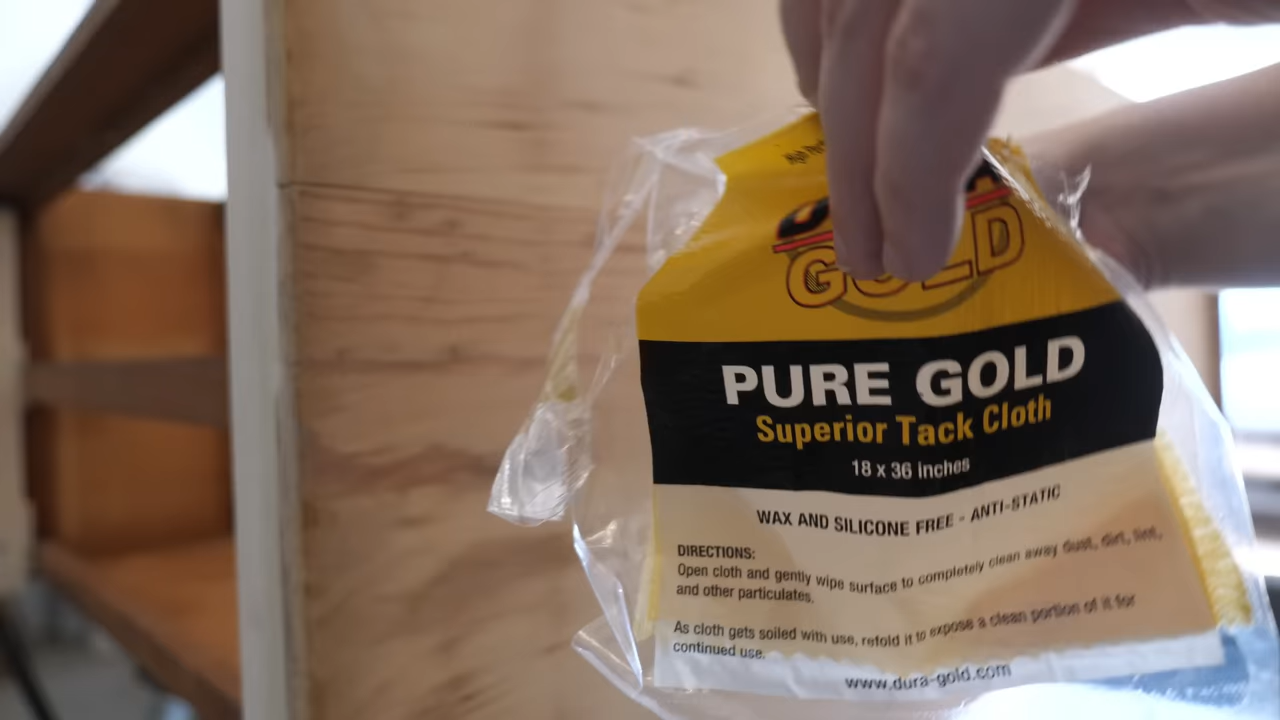 GOLD
PURE GOLD
Superior Tack Cloth
18 x 36 inches
WAX AND SILICONE FREE - ANTI-STATIC
DIRECTIONS:
Open cloth and gently wipe surface to completely clean away dust, dirt, lint,
and other particulates.
As cloth gets soiled with use, refold it to expose a clean portion of it for
continued use.
www.dura-gold.com